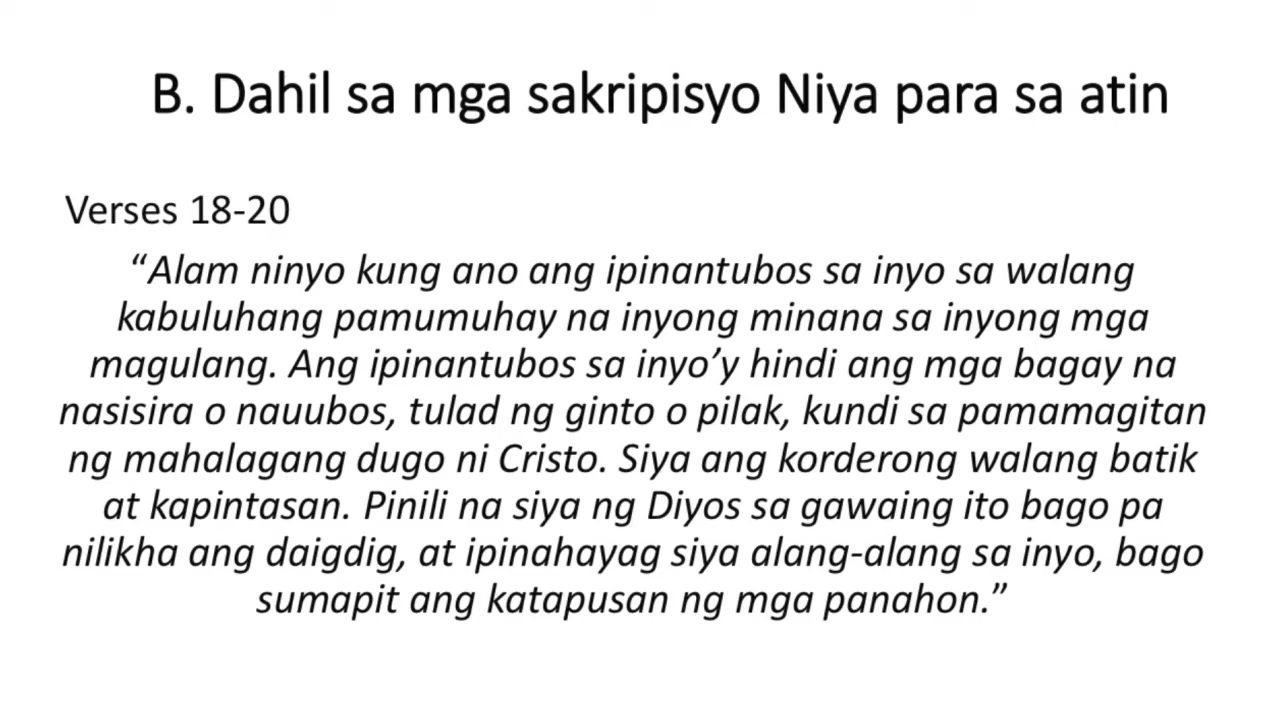 B. Dahil sa mga sakripisyo Niya para sa atin
Verses 18-20
“Alam ninyo kung ano ang ipinantubos sa inyo sa walang
kabuluhang pamumuhay na inyong minana sa inyong mga
magulang. Ang ipinantubos sa inyo’y hindi ang mga bagay na
nasisira o nauubos, tulad ng ginto o pilak, kundi sa pamamagitan
ng mahalagang dugo ni Cristo. Siya ang korderong walang batik
at kapintasan. Pinili na siya ng Diyos sa gawaing ito bago pa
nilikha ang daigdig, at ipinahayag siya alang-alang sa inyo, bago
sumapit ang katapusan ng mga panahon.”